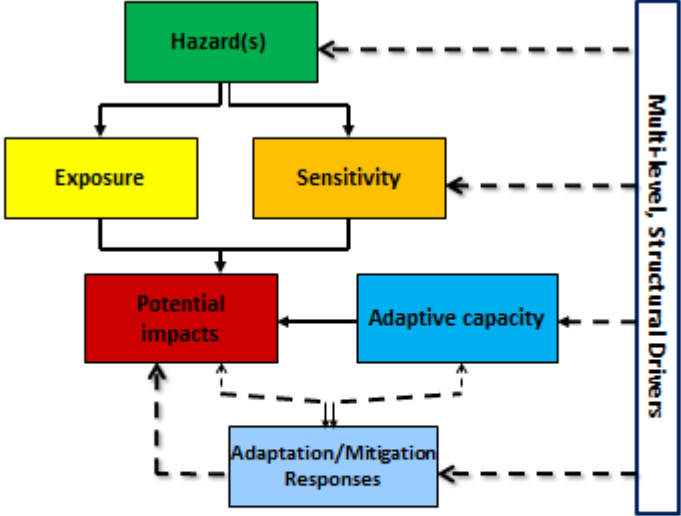 Hazard(s)
Exposure
Sensitivity
Potential
impacts
Adaptive capacity
Adaptation/Mitigation
Responses
Multi-level, Structural Drivers